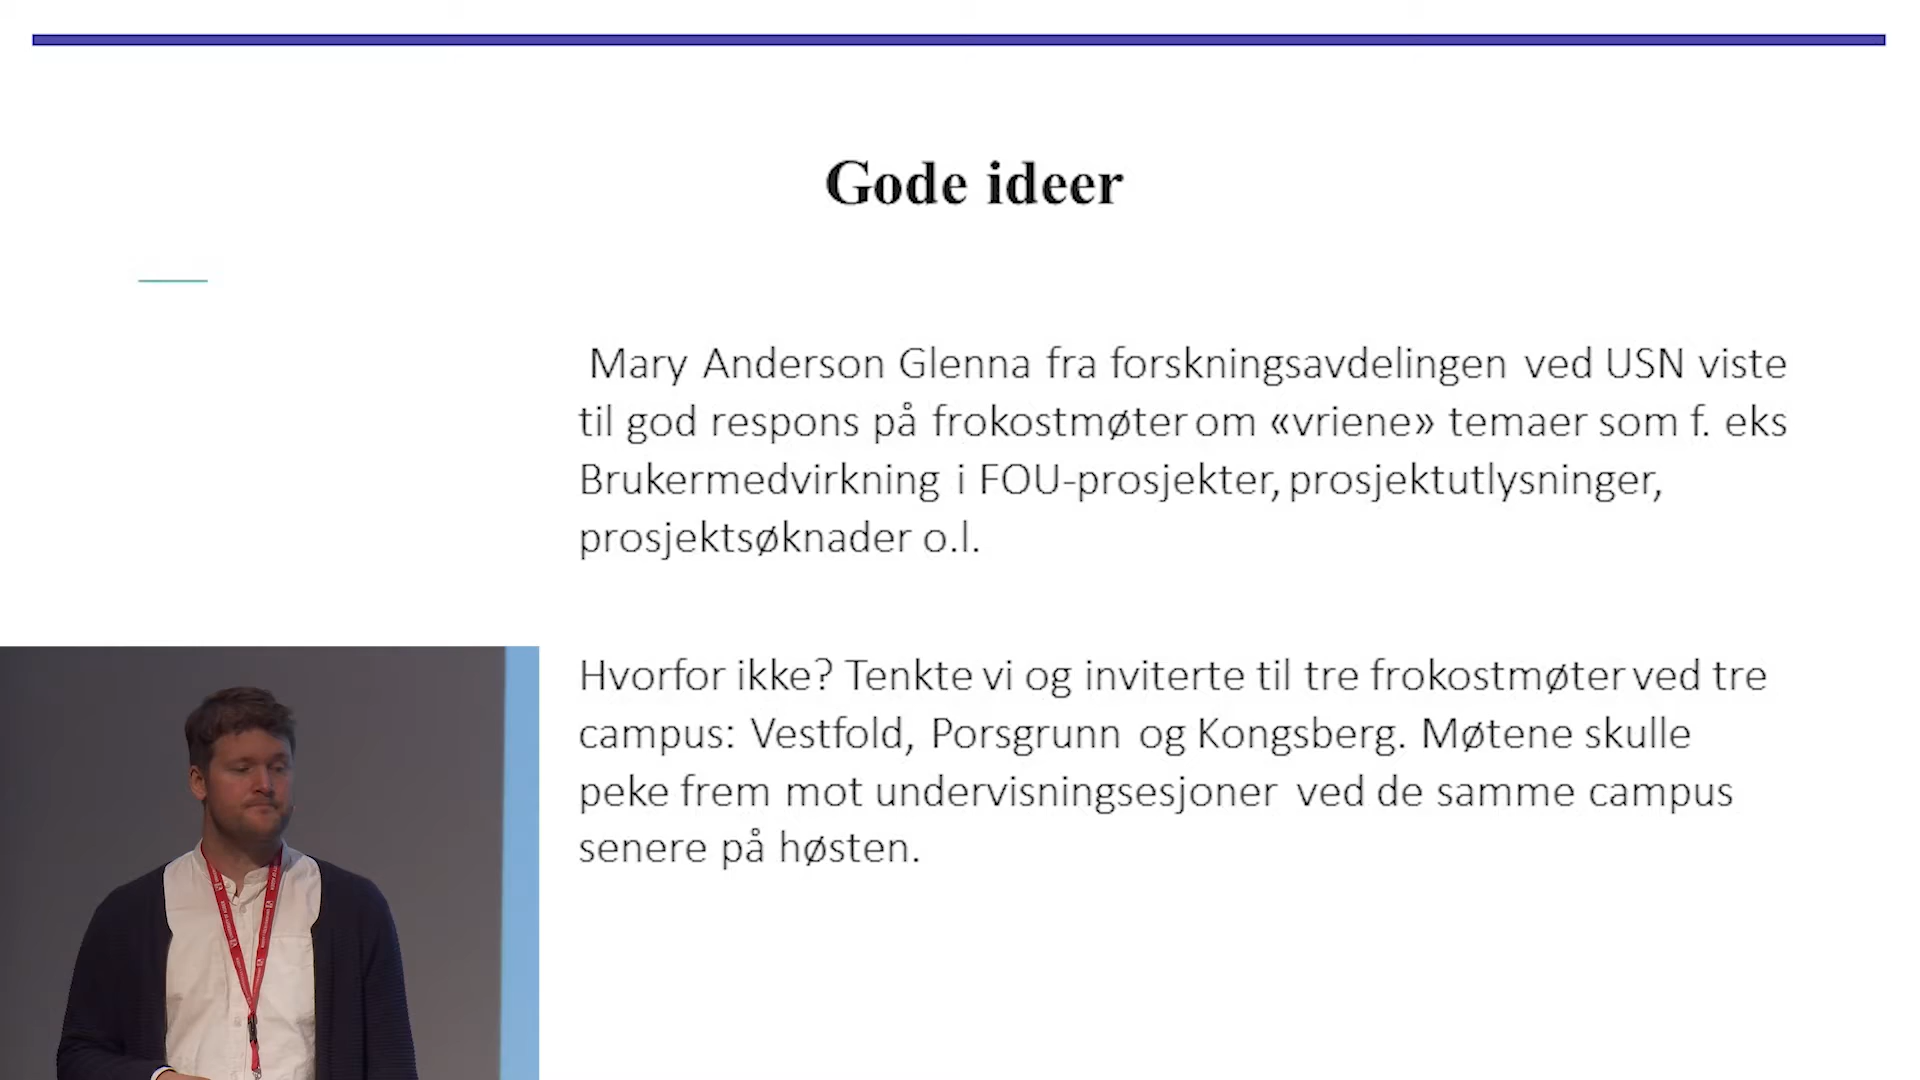 Gode ideer
Mary Anderson Glenna fra forskningsavdelingen ved USN viste
til god respons på frokostmøter om «vriene» temaer som f. eks
Brukermedvirkning i FOU-prosjekter, prosjektutlysninger,
prosjektsøknader o.l.
Hvorfor ikke? Tenkte vi og inviterte til tre frokostmøter ved tre
campus: Vestfold, Porsgrunn og Kongsberg. Møtene skulle
peke frem mot undervisningsesjoner ved de samme campus
senere på høsten.